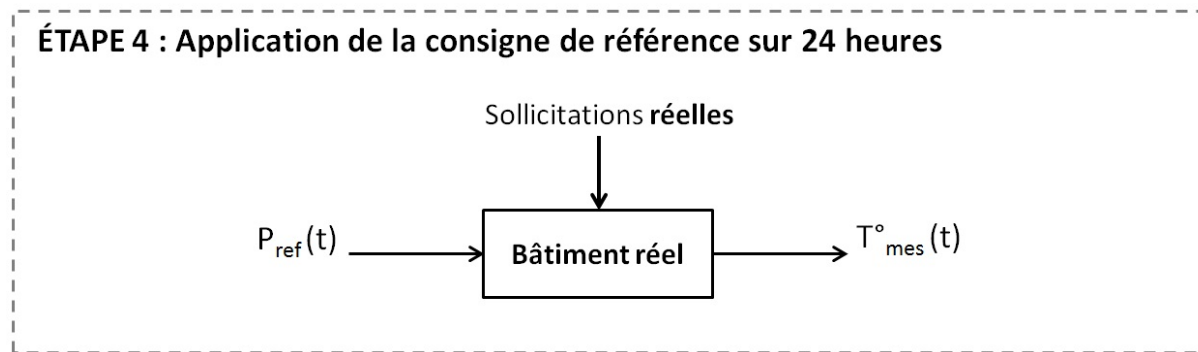 ÉTAPE 4 : Application de la consigne de référence sur 24 heures
Sollicitations réelles
P_ref(t)
Bâtiment réel
T°_mes(t)